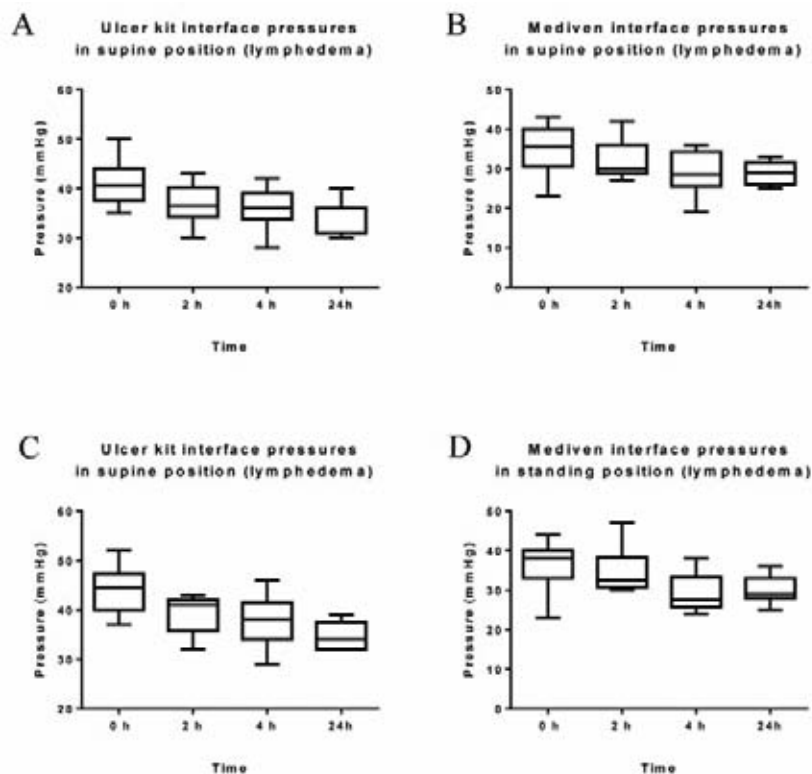 A
Ulcer kit interface pressures
in supine position (lymphedema)
Pressure (mmHg)
60
50
40
30
20
0 h 2 h 4 h 24h
Time
B
Mediven interface pressures
in supine position (lymphedema)
Pressure (mmHg)
50
40
30
20
10
0
0 h 2 h 4 h 24h
Time
C
Ulcer kit interface pressures
in supine position (lymphedema)
Pressure (mmHg)
60
50
40
30
20
0 h 2 h 4 h 24h
Time
D
Mediven interface pressures
in standing position (lymphedema)
Pressure (mmHg)
50
40
30
20
10
0
0 h 2 h 4 h 24h
Time